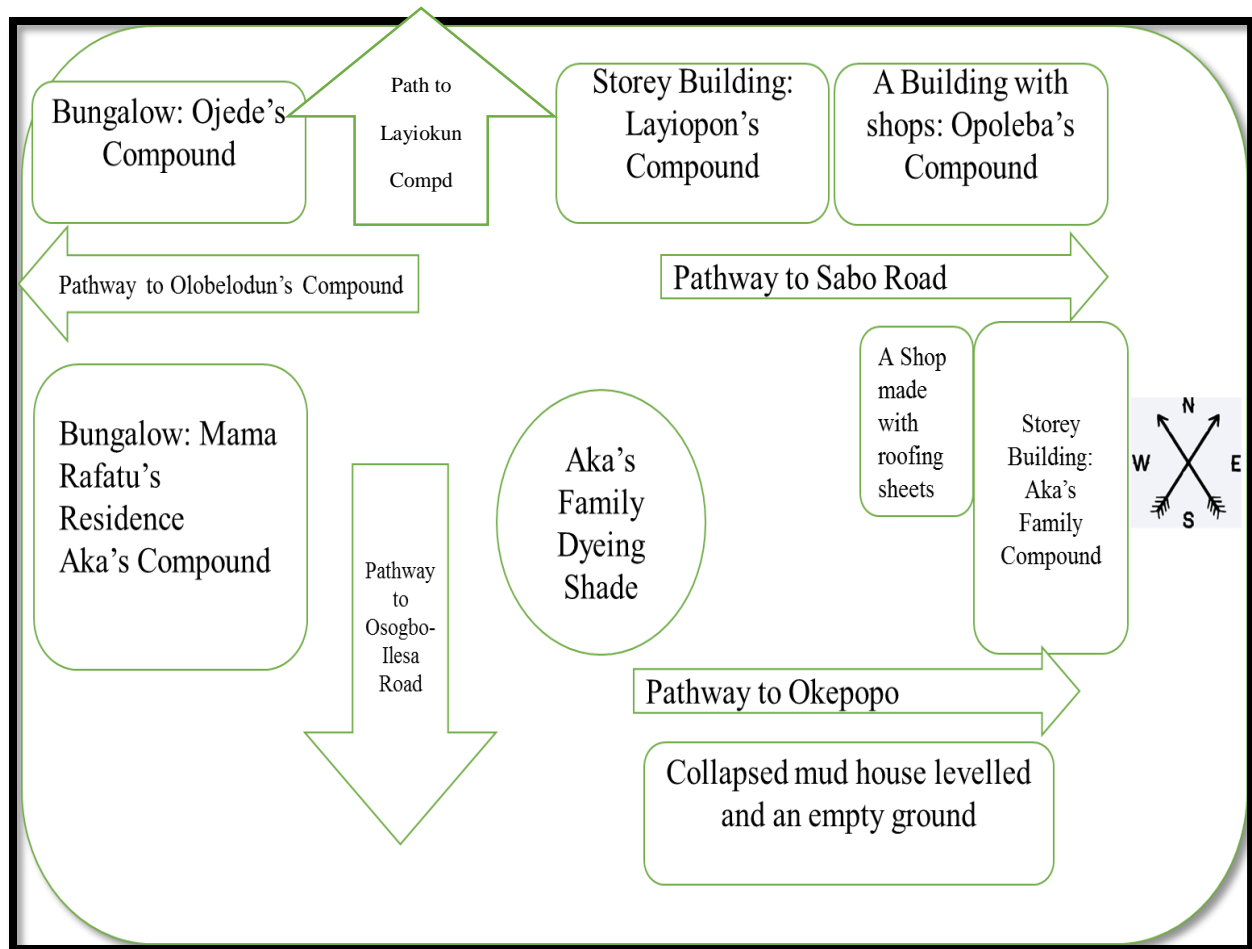 Bungalow: Ojede's
Compound
Path to
Layiokun
Compd
Storey Building:
Layiopon's
Compound
A Building with
shops: Opoleba's
Compound
Pathway to Olobelodun's Compound
Pathway to Sabo Road
Bungalow: Mama
Rafatu's
Residence
Aka's Compound
Pathway
to
Osogbo-
Ilesa
Road
Aka's
Family
Dyeing
Shade
A Shop
made
with
roofing
sheets
Storey
Building:
Aka's
Family
Compound
N
W E
S
Pathway to Okepopo
Collapsed mud house levelled
and an empty ground